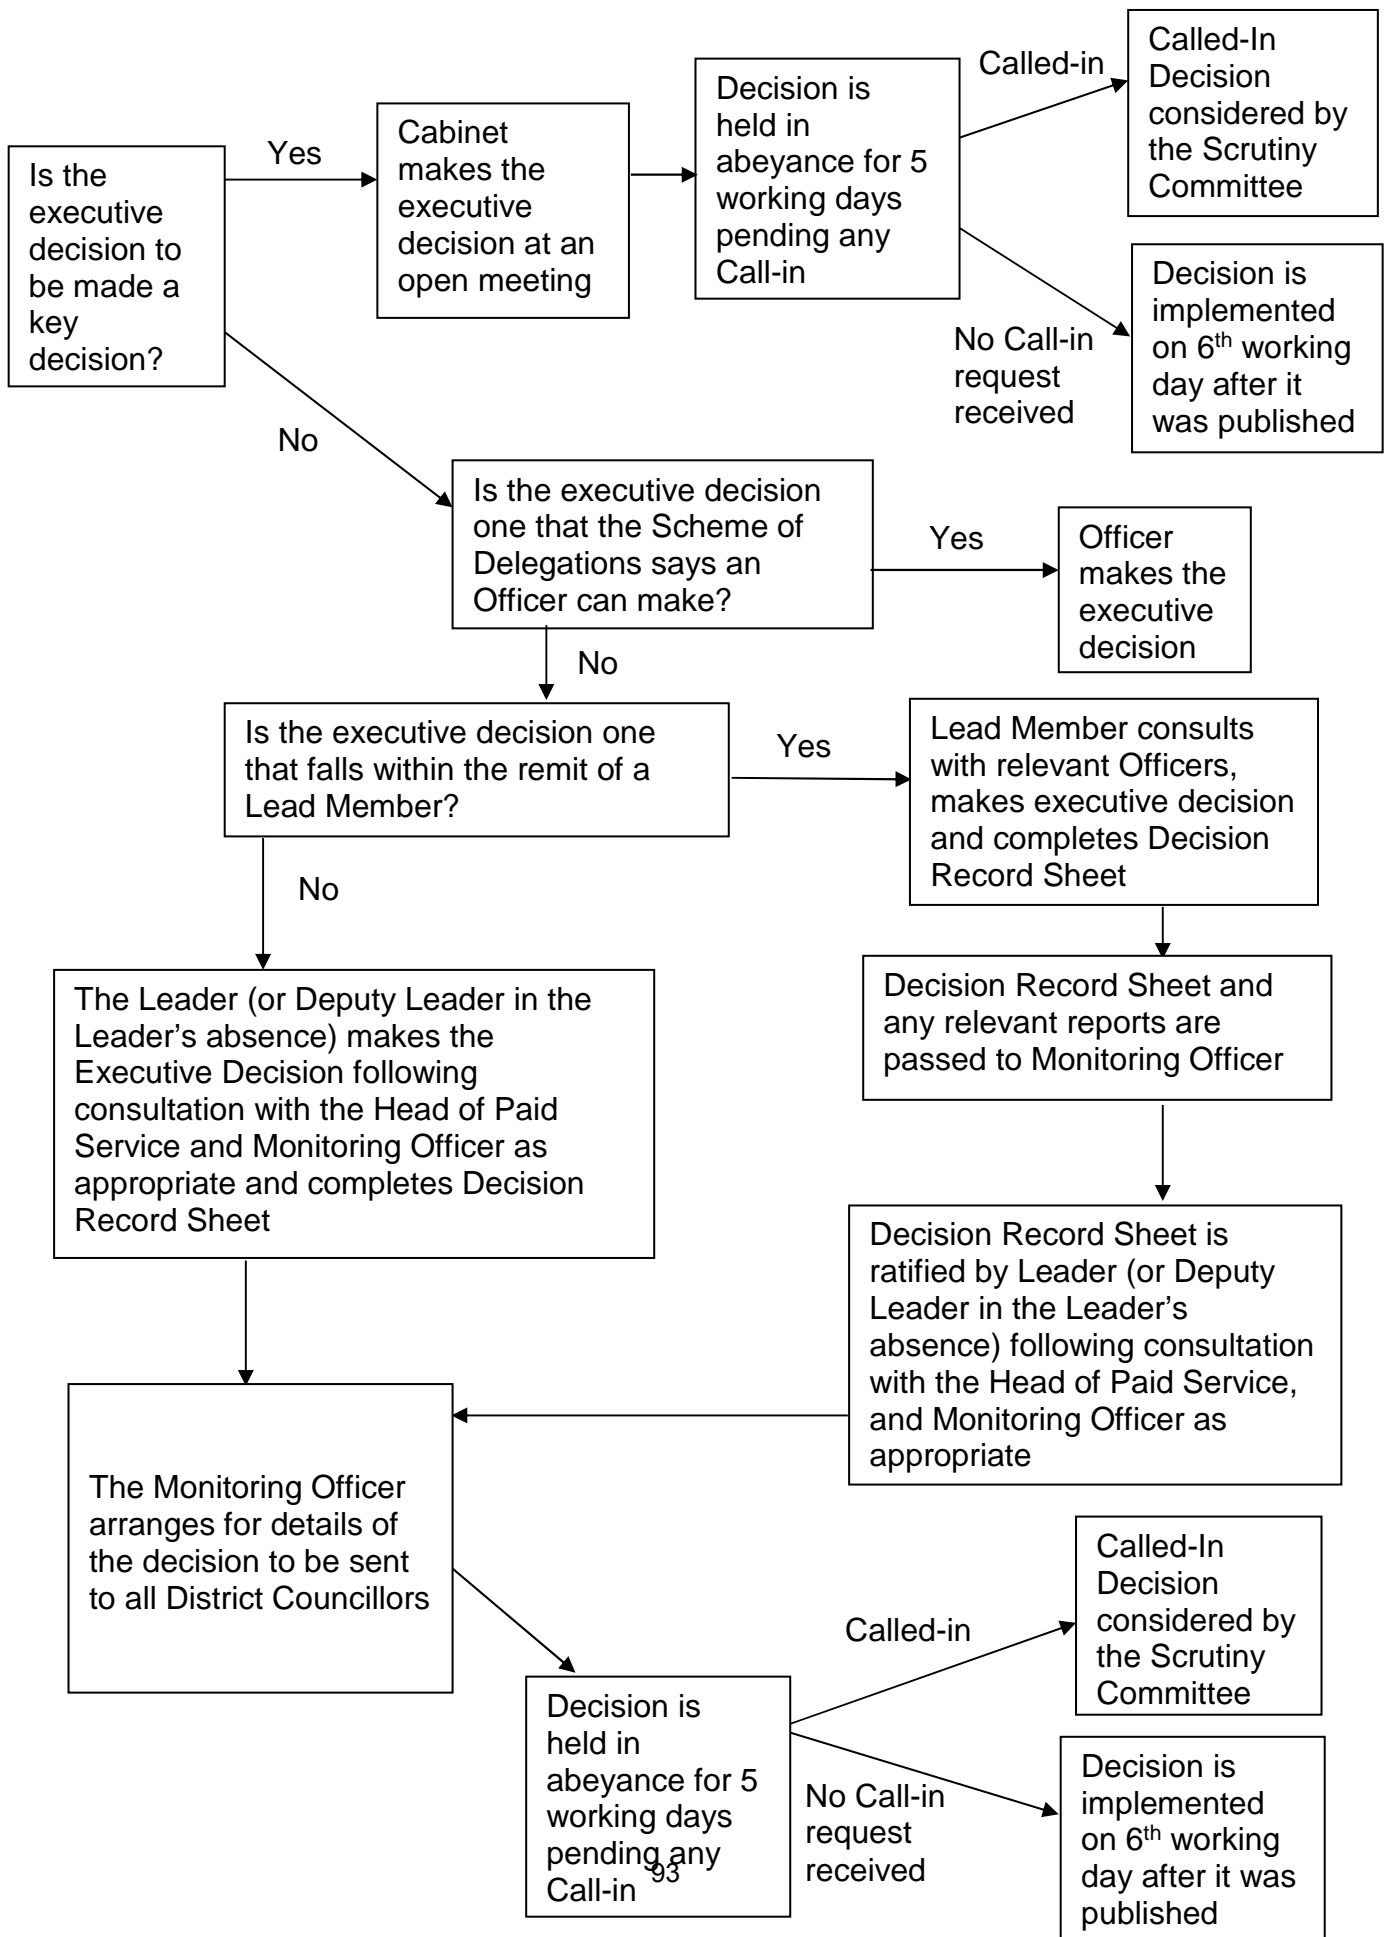 Is the
executive
decision to
be made a
key
decision?
Yes
Cabinet
makes the
executive
decision at an
open meeting
Decision is
held in
abeyance for 5
working days
pending any
Call-in
Called-in
Called-In
Decision
considered by
the Scrutiny
Committee
No Call-in
request
received
Decision is
implemented
on 6th working
day after it
was published
No
Is the executive decision
one that the Scheme of
Delegations says an
Officer can make?
Yes
Officer
makes the
executive
decision
No
Is the executive decision one
that falls within the remit of a
Lead Member?
Yes
Lead Member consults
with relevant Officers,
makes executive decision
and completes Decision
Record Sheet
No
The Leader (or Deputy Leader in the
Leader’s absence) makes the
Executive Decision following
consultation with the Head of Paid
Service and Monitoring Officer as
appropriate and completes Decision
Record Sheet
Decision Record Sheet and
any relevant reports are
passed to Monitoring Officer
Decision Record Sheet is
ratified by Leader (or Deputy
Leader in the Leader’s
absence) following consultation
with the Head of Paid Service,
and Monitoring Officer as
appropriate
The Monitoring Officer
arranges for details of
the decision to be sent
to all District Councillors
Decision is
held in
abeyance for 5
working days
pending any
Call-in
Called-in
Called-In
Decision
considered by
the Scrutiny
Committee
No Call-in
request
received
Decision is
implemented
on 6th working
day after it was
published
93